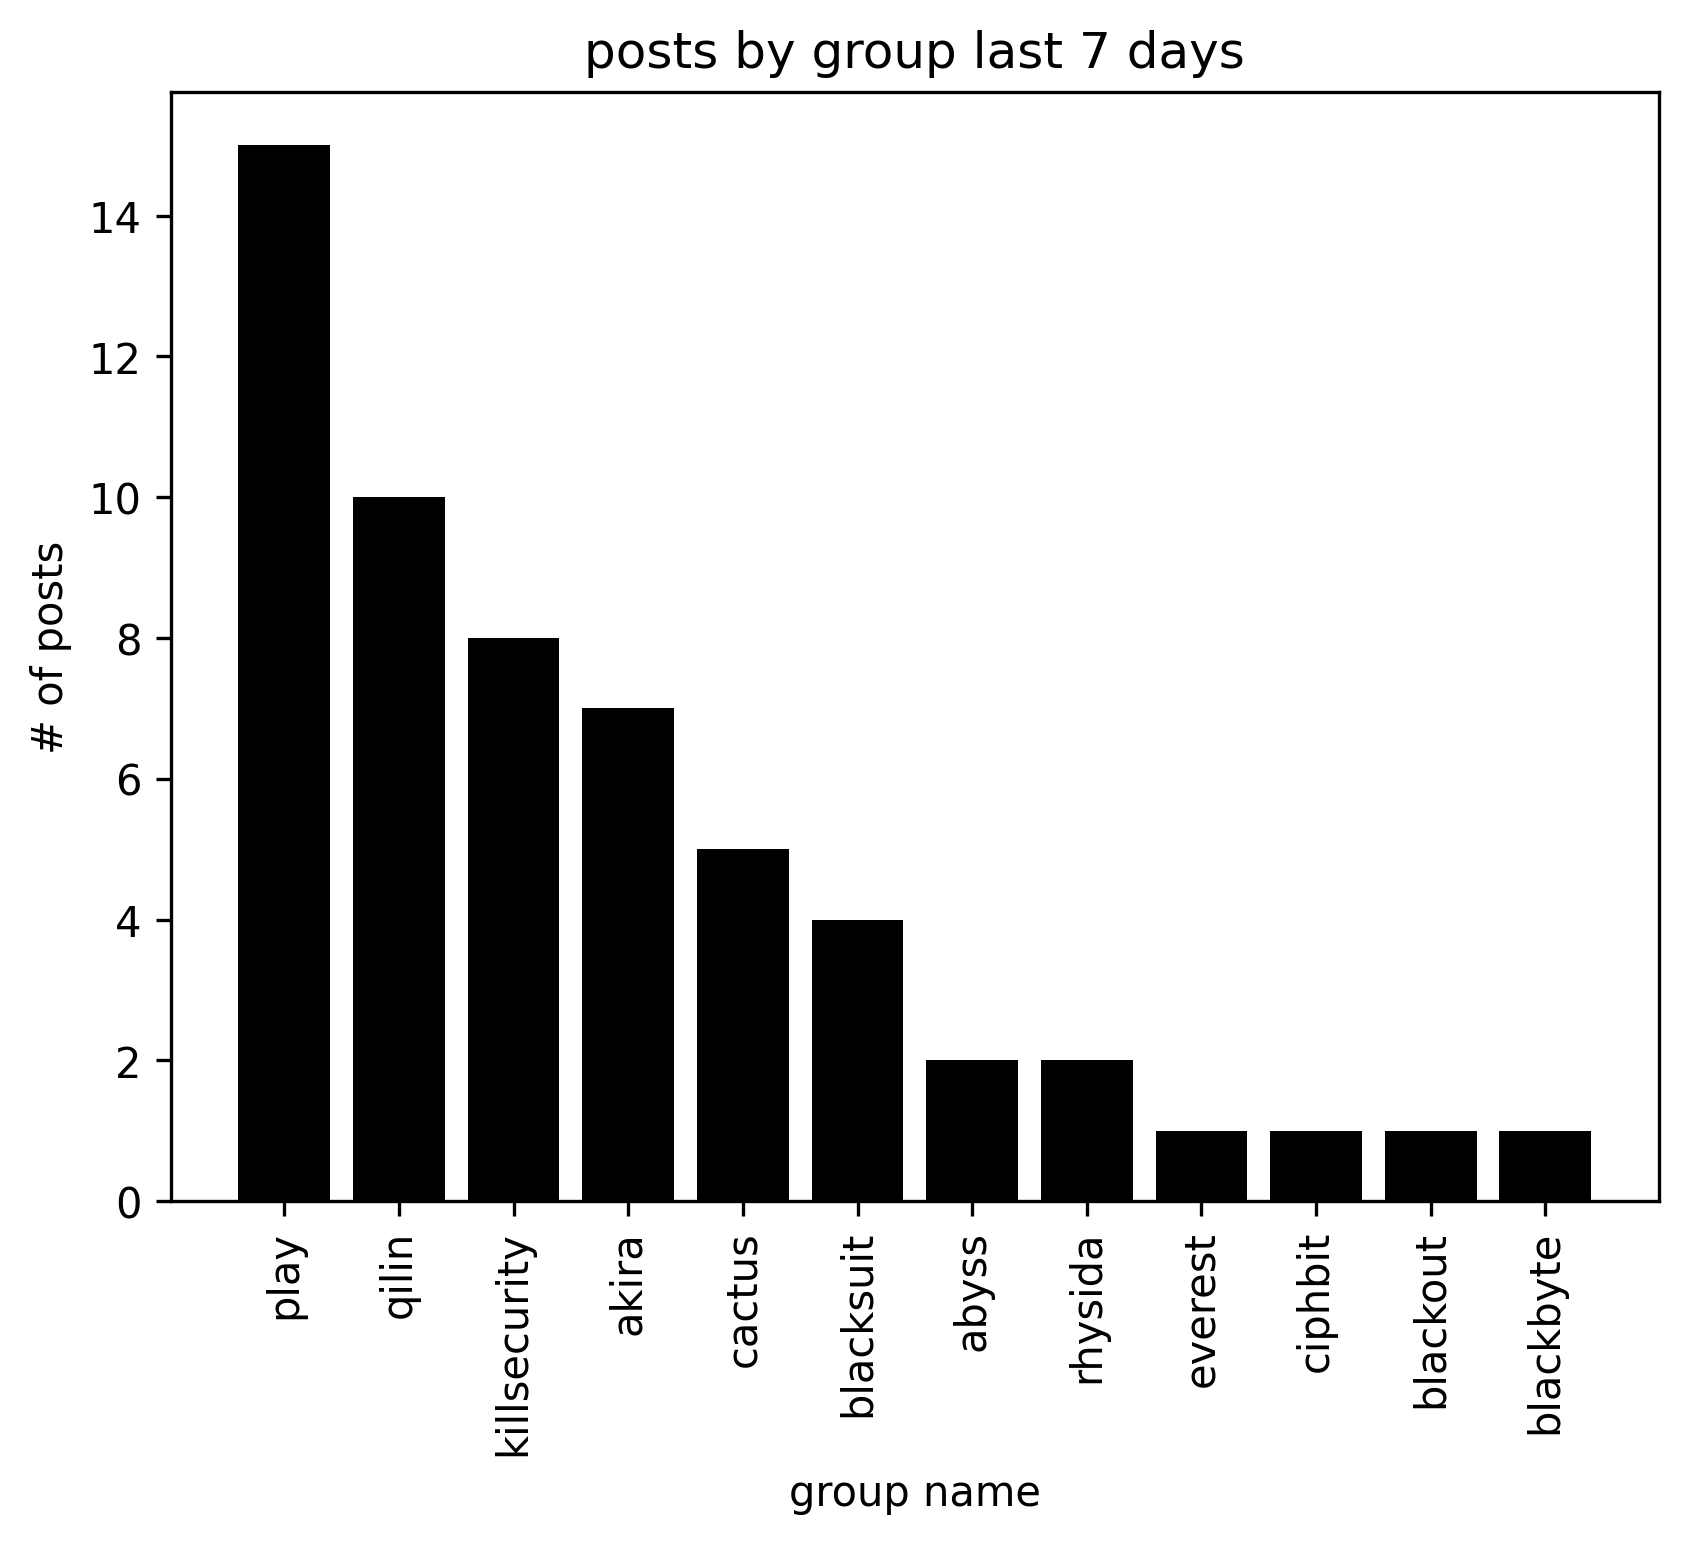 posts by group last 7 days
14
12
10
8
6
4
2
0
# of posts
play
qilin
killsecurity
akira
cactus
blacksuit
abyss
rhysida
everest
ciphbit
blackout
blackbyte
group name